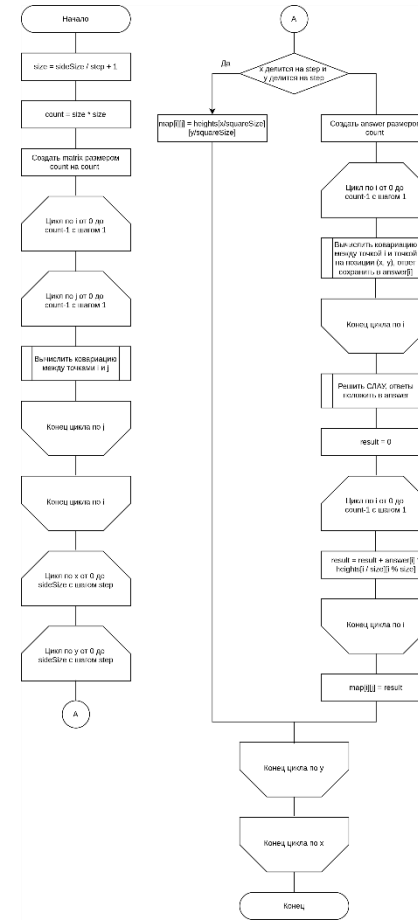 Начало
size = sideSize / step + 1
count = size * size
Создать matrix размером
count на count
Цикл по i от 0 до
count-1 с шагом 1
Цикл по j от 0 до
count-1 с шагом 1
Вычислить ковариацию
между точками i и j
Конец цикла по j
Конец цикла по i
Цикл по x от 0 до
sideSize с шагом step
Цикл по y от 0 до
sideSize с шагом step
A
A
x делится на step и
y делится на step
Да
map[i][j] = heights[x/squareSize]
[y/squareSize]
Создать answer размером
count
Цикл по i от 0 до
count-1 с шагом 1
Вычислить ковариацию
между точкой i и точкой
на позиции (x, y), ответ
сохранить в answer[i]
Конец цикла по i
Решить СЛАУ, ответы
положить в answer
result = 0
Цикл по i от 0 до
count-1 с шагом 1
result = result + answer[i] *
heights[i / size][i % size]
Конец цикла по i
map[i][j] = result
Конец цикла по y
Конец цикла по x
Конец